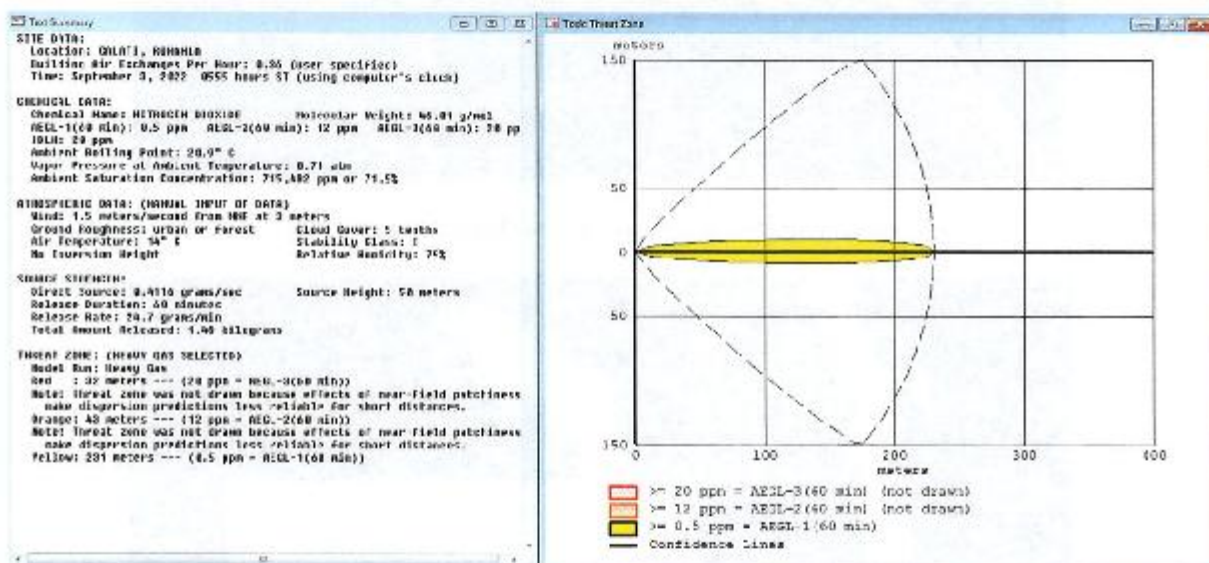 Text Summary
SITE DATA:
Location: GALATI, ROMANIA
Building Air Exchanges Per Hour: 0.36 (user specified)
Time: September 3, 2022 0555 hours ST (using computer's clock)
CHEMICAL DATA:
Chemical Name: NITROGEN DIOXIDE Molecular Weight: 46.01 g/mol
AEGL-1(60 min): 0.5 ppm AEGL-2(60 min): 12 ppm AEGL-3(60 min): 20 pp
IDLH: 20 ppm
Ambient Boiling Point: 20.9° C
Vapor Pressure at Ambient Temperature: 0.71 atm
Ambient Saturation Concentration: 715,482 ppm or 71.5%
ATMOSPHERIC DATA: (MANUAL INPUT OF DATA)
Wind: 1.5 meters/second from NNE at 3 meters
Ground Roughness: urban or forest Cloud Cover: 5 tenths
Air Temperature: 14° C Stability Class:
No Inversion Height Relative Humidity: 75%
SOURCE STRENGTH:
Direct Source: 0.4116 grams/sec Source Height: 50 meters
Release Duration: 60 minutes
Release Rate: 24.7 grams/min
Total Amount Released: 1.48 kilograms
THREAT ZONE: (HEAVY GAS SELECTED)
Model Run: Heavy Gas
Red : 32 meters --- (20 ppm = AEGL-3(60 min))
Note: Threat zone was not drawn because effects of near-field patchiness
make dispersion predictions less reliable for short distances.
Orange: 43 meters --- (12 ppm = AEGL-2(60 min))
Note: Threat zone was not drawn because effects of near-field patchiness
make dispersion predictions less reliable for short distances.
Yellow: 231 meters --- (0.5 ppm = AEGL-1(60 min))
Toxic Threat Zone
meters
150
50
0
50
150
0 100 200 300 400
meters
>= 20 ppm = AEGL-3(60 min) (not drawn)
>= 12 ppm = AEGL-2(60 min) (not drawn)
>= 0.5 ppm = AEGL-1(60 min)
Confidence Lines